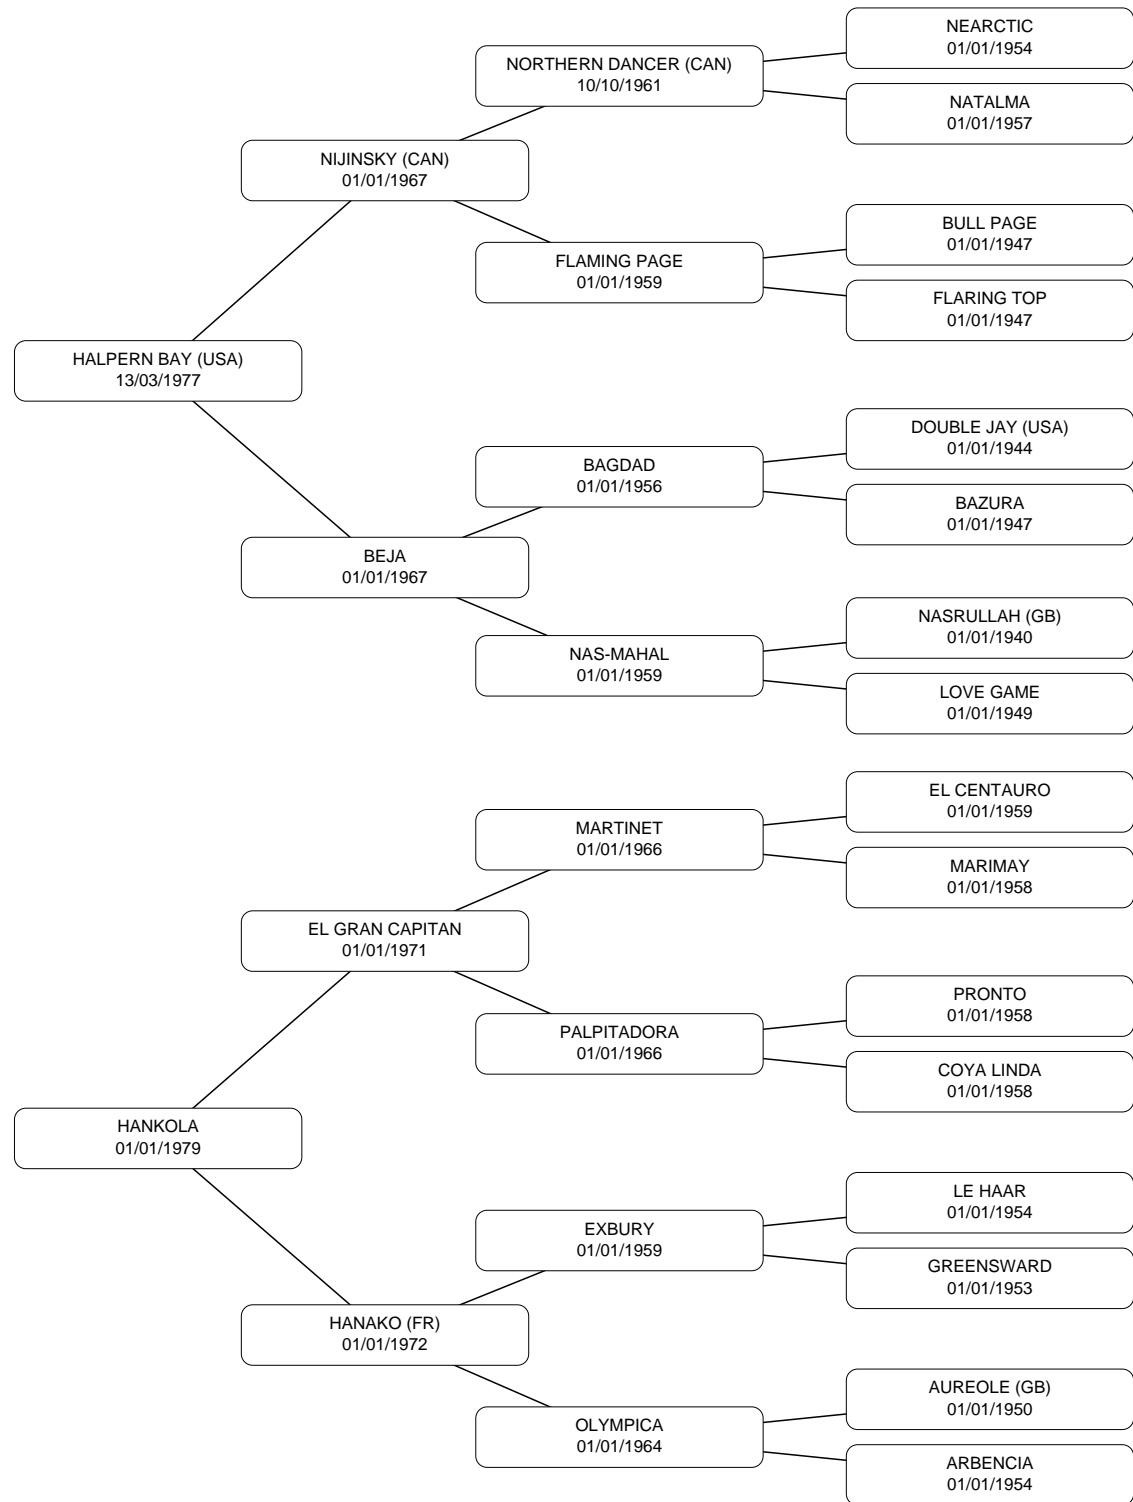 NEARCTIC
01/01/1954
NORTHERN DANCER (CAN)
10/10/1961
NATALMA
01/01/1957
NIJINSKY (CAN)
01/01/1967
BULL PAGE
01/01/1947
FLAMING PAGE
01/01/1959
FLARING TOP
01/01/1947
HALPERN BAY (USA)
13/03/1977
DOUBLE JAY (USA)
01/01/1944
BAGDAD
01/01/1956
BAZURA
01/01/1947
BEJA
01/01/1967
NASRULLAH (GB)
01/01/1940
NAS-MAHAL
01/01/1959
LOVE GAME
01/01/1949
EL CENTAURO
01/01/1959
MARTINET
01/01/1966
MARIMAY
01/01/1958
EL GRAN CAPITAN
01/01/1971
PRONTO
01/01/1958
PALPITADORA
01/01/1966
COYA LINDA
01/01/1958
HANKOLA
01/01/1979
LE HAAR
01/01/1954
EXBURY
01/01/1959
GREENSWARD
01/01/1953
HANAKO (FR)
01/01/1972
AUREOLE (GB)
01/01/1950
OLYMPICA
01/01/1964
ARBENCIA
01/01/1954